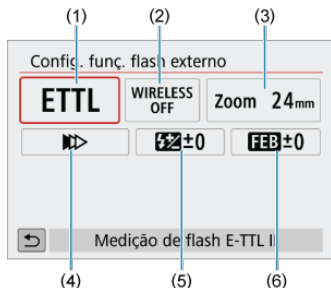 (1) (2) (3)
Config. funç. flash externo
ETTL WIRELESS OFF Zoom 24mm
±0 FEB±0
Medição de flash E-TTL II
(4) (5) (6)